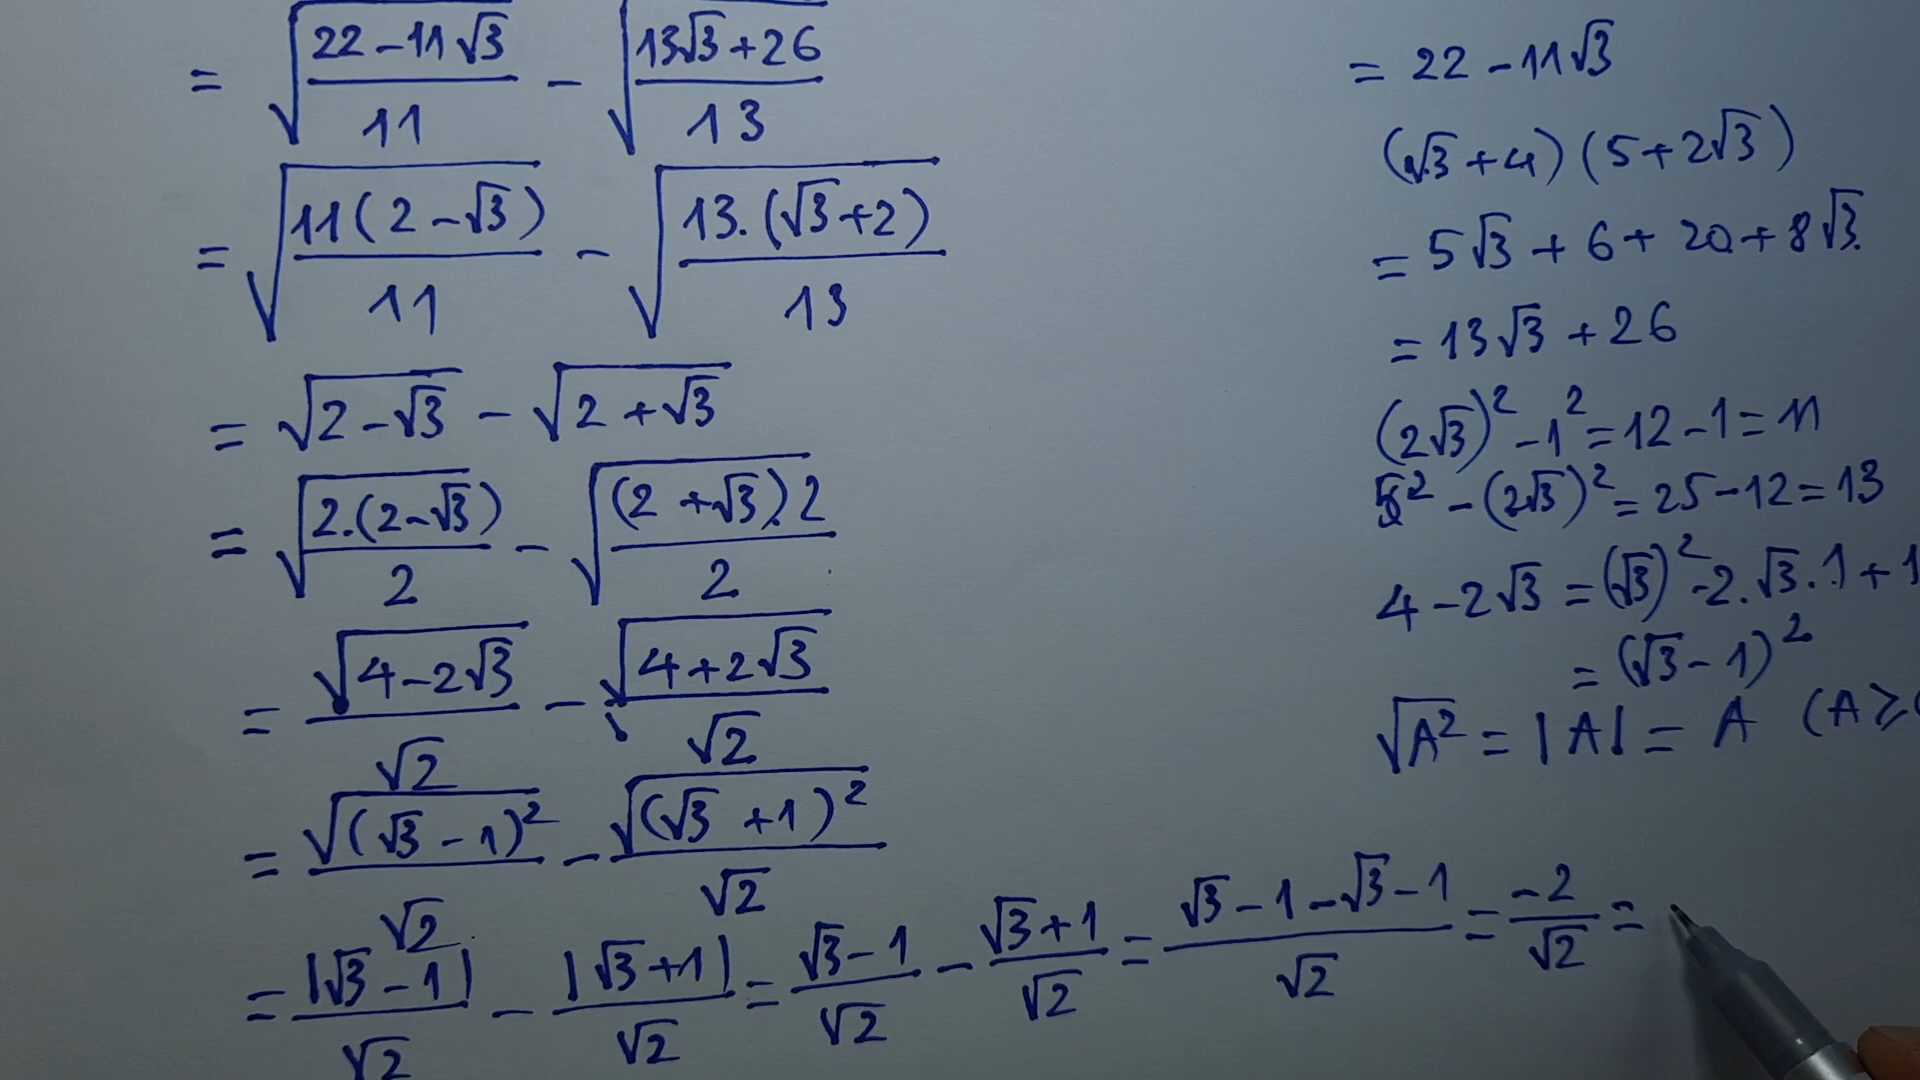 = √((22 - 11√3)/11) - √((13√3 + 26)/13)
= √((11(2 - √3))/11) - √((13.(√3 + 2))/13)
= √(2 - √3) - √(2 + √3)
= √((2.(2 - √3))/2) - √(((2 + √3).2)/2)
= √(4 - 2√3)/√2 - √(4 + 2√3)/√2
= √((√3 - 1)²)/√2 - √((√3 + 1)²)/√2
= |√3 - 1|/√2 - |√3 + 1|/√2 = (√3 - 1)/√2 - (√3 + 1)/√2 = (√3 - 1 - √3 - 1)/√2 = -2/√2 =
= 22 - 11√3
(√3 + 4)(5 + 2√3)
= 5√3 + 6 + 20 + 8√3.
= 13√3 + 26
(2√3)² - 1² = 12 - 1 = 11
5² - (2√3)² = 25 - 12 = 13
4 - 2√3 = (√3)² - 2.√3.1 + 1
= (√3 - 1)²
√A² = |A| = A (A ≥